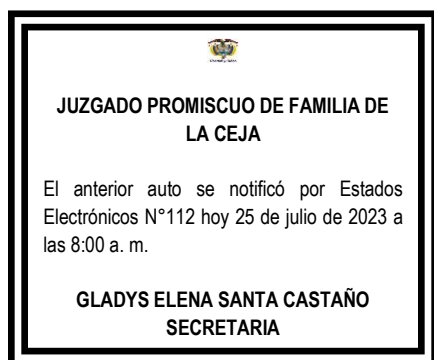 JUZGADO PROMISCUO DE FAMILIA DE
LA CEJA
El anterior auto se notificó por Estados
Electrónicos N°112 hoy 25 de julio de 2023 a
las 8:00 a. m.
GLADYS ELENA SANTA CASTAÑO
SECRETARIA